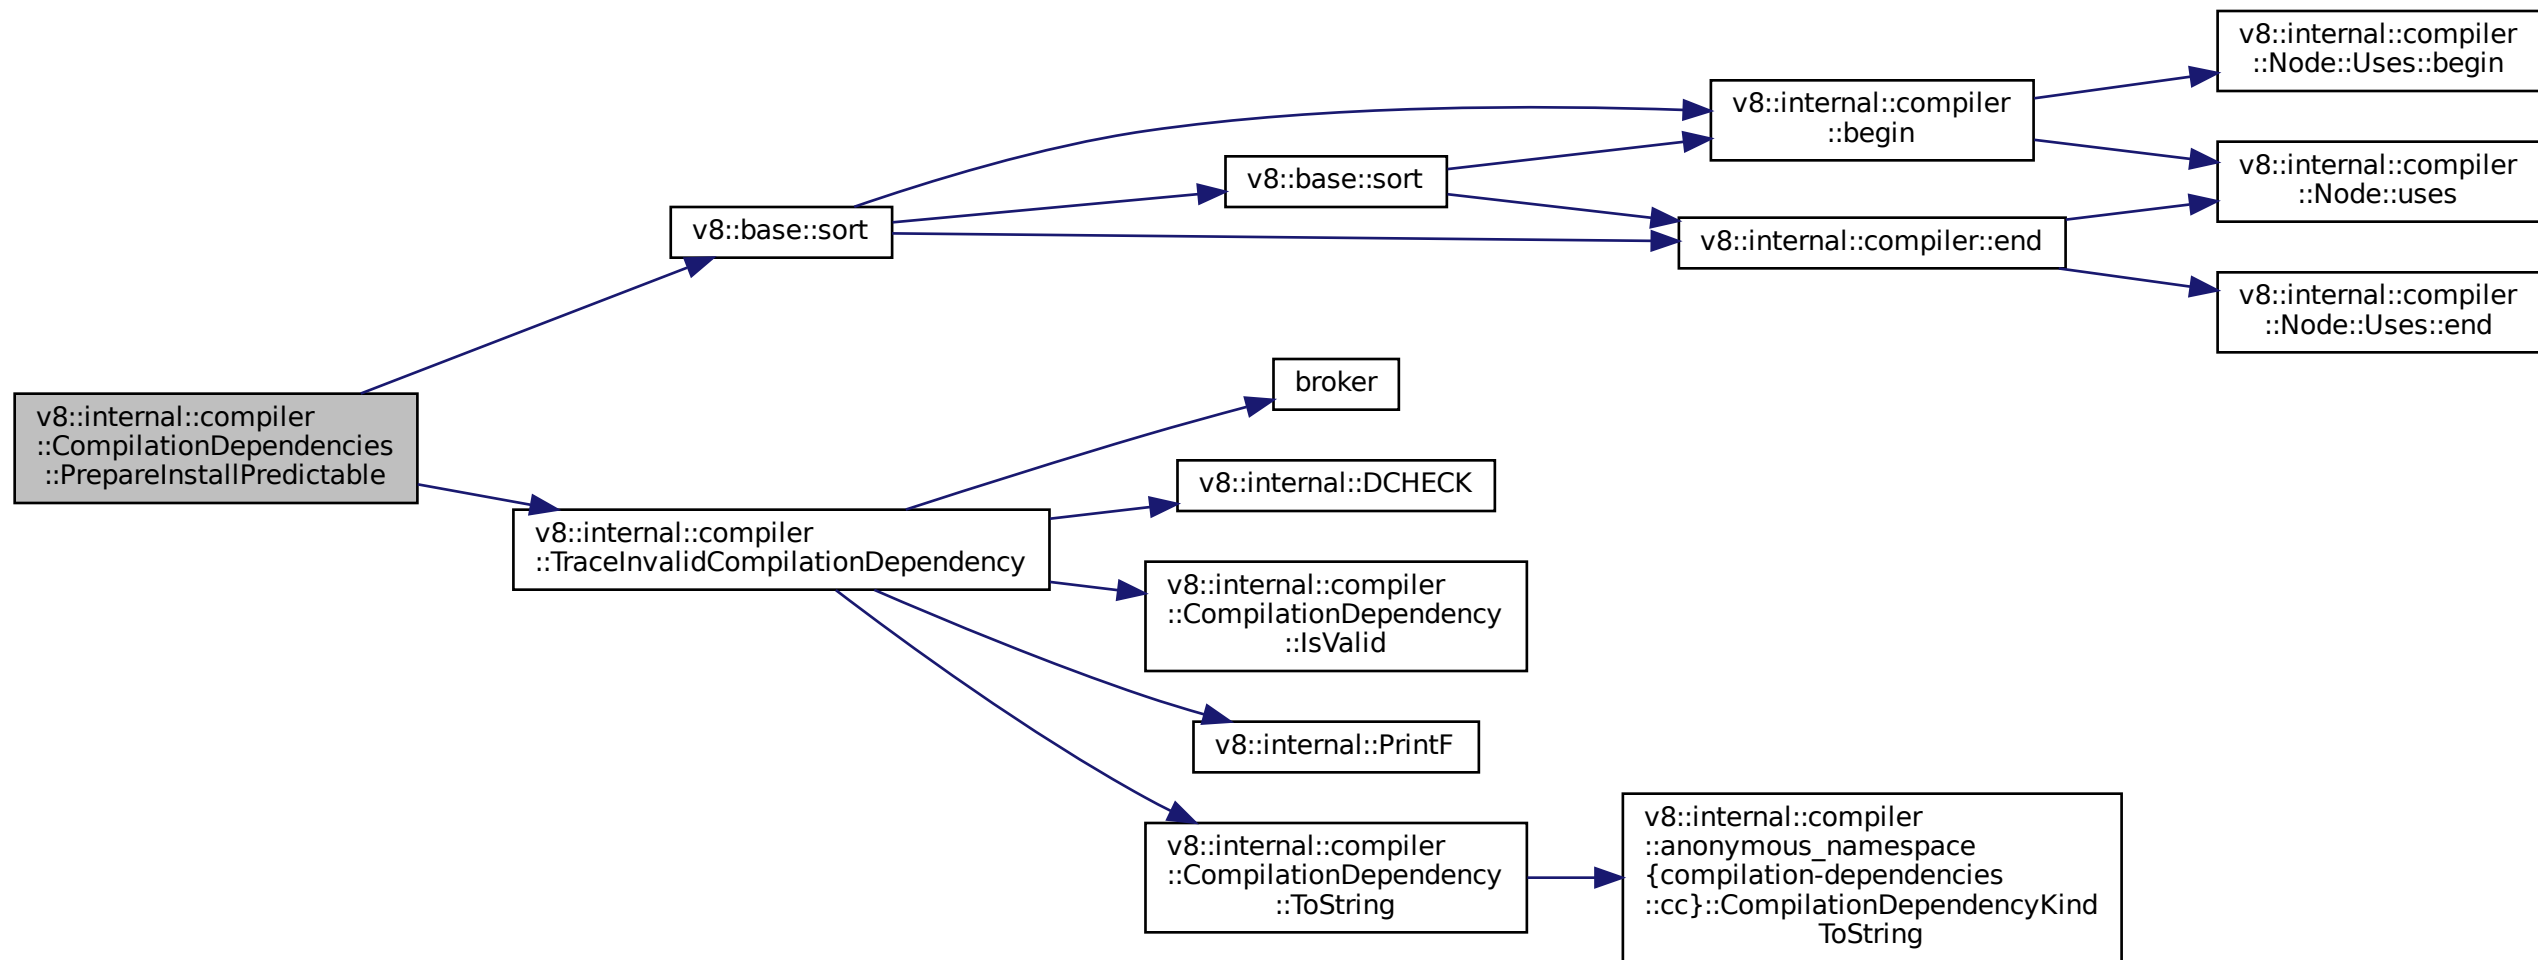 v8::internal::compiler
::CompilationDependencies
::PrepareInstallPredictable
v8::base::sort
v8::internal::compiler
::TraceInvalidCompilationDependency
v8::base::sort
v8::internal::compiler
::begin
v8::internal::compiler::end
v8::internal::compiler
::Node::Uses::begin
v8::internal::compiler
::Node::uses
v8::internal::compiler
::Node::Uses::end
broker
v8::internal::DCHECK
v8::internal::compiler
::CompilationDependency
::IsValid
v8::internal::PrintF
v8::internal::compiler
::CompilationDependency
::ToString
v8::internal::compiler
::anonymous_namespace
{compilation-dependencies
::cc}::CompilationDependencyKind
ToString